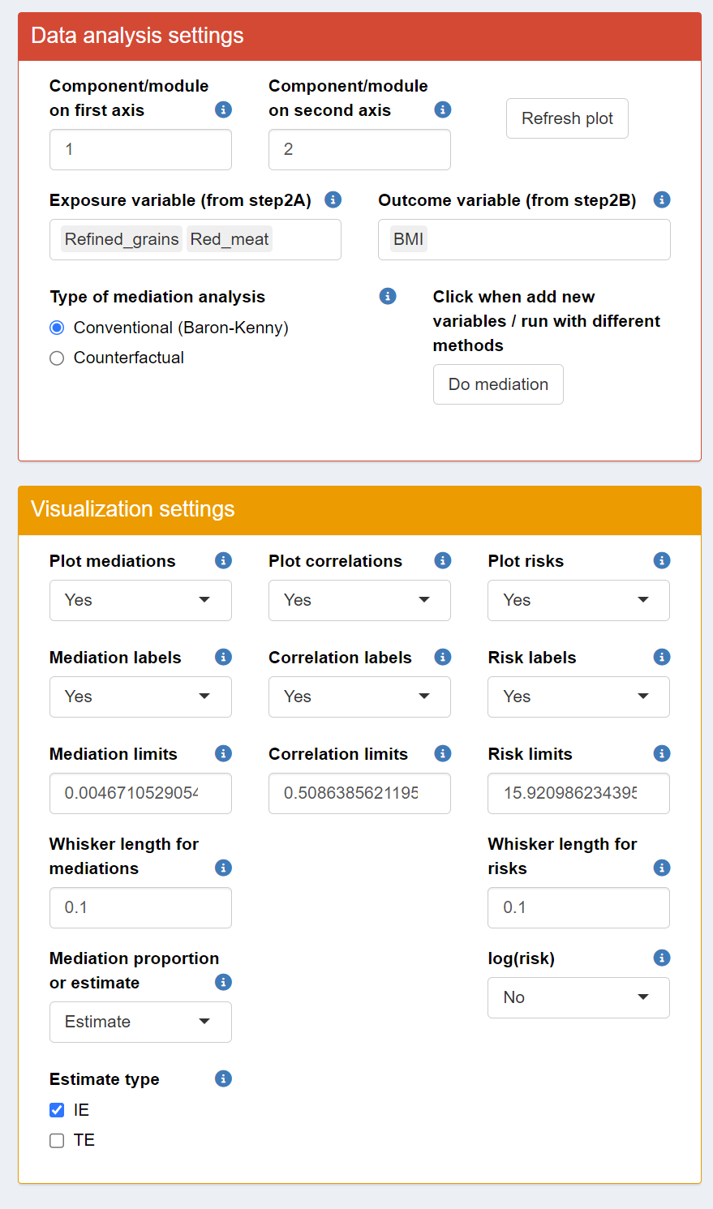 Data analysis settings
Component/module
on first axis
Component/module
on second axis
Refresh plot
1
2
Exposure variable (from step2A)
Outcome variable (from step2B)
Refined_grains Red_meat
BMI
Type of mediation analysis
Conventional (Baron-Kenny)
Counterfactual
Click when add new
variables / run with different
methods
Do mediation
Visualization settings
Plot mediations
Plot correlations
Plot risks
Yes
Yes
Yes
Mediation labels
Correlation labels
Risk labels
Yes
Yes
Yes
Mediation limits
Correlation limits
Risk limits
0.0046710529054
0.5086385621195
15.920986234395
Whisker length for
mediations
Whisker length for
risks
0.1
0.1
Mediation proportion
or estimate
log(risk)
Estimate
No
Estimate type
IE
TE